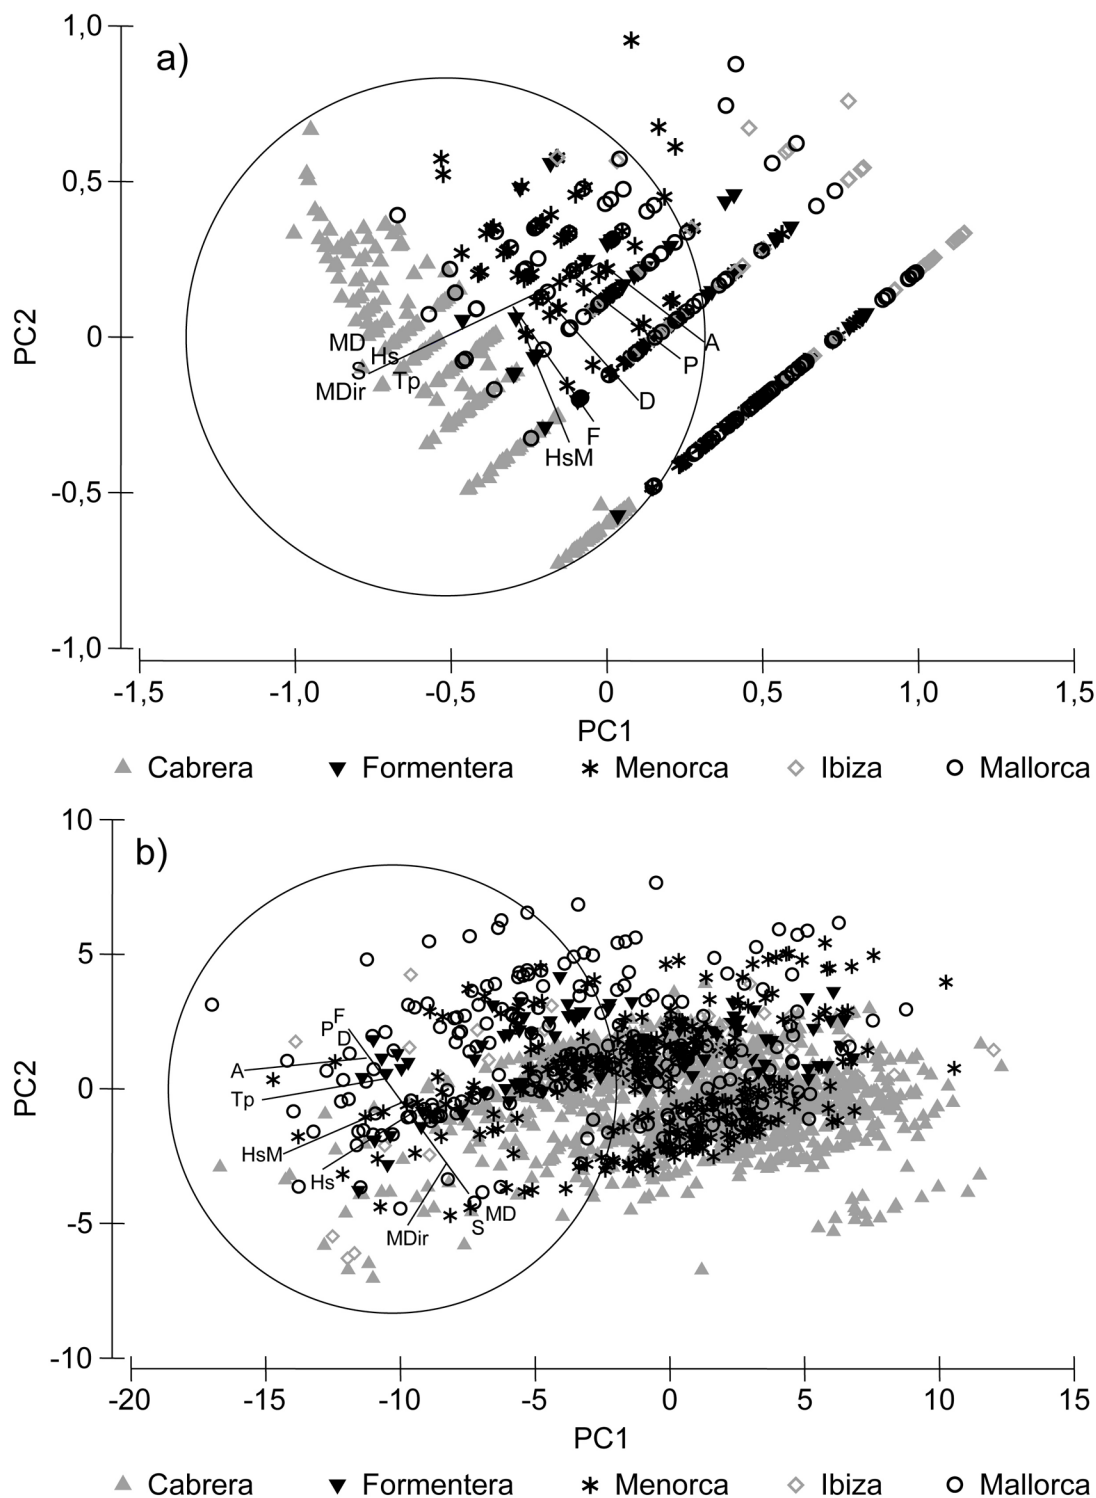 1,0
a)
0,5
PC2
0
MD
Hs
S
MDir
Tp
A
P
D
F
HsM
-0,5
-1,0
-1,5 -1,0 -0,5 0 0,5 1,0 1,5
PC1
Cabrera Formentera Menorca Ibiza Mallorca
10
b)
5
PC2
F
P
D
A
Tp
0
HsM
Hs
MD
S
MDir
-5
-10
-20 -15 -10 -5 0 5 10 15
PC1
Cabrera Formentera Menorca Ibiza Mallorca